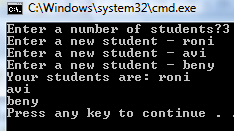 C:\Windows\system32\cmd.exe
Enter a number of students?3
Enter a new student - roni
Enter a new student - avi
Enter a new student - beny
Your students are: roni
avi
beny
Press any key to continue . .